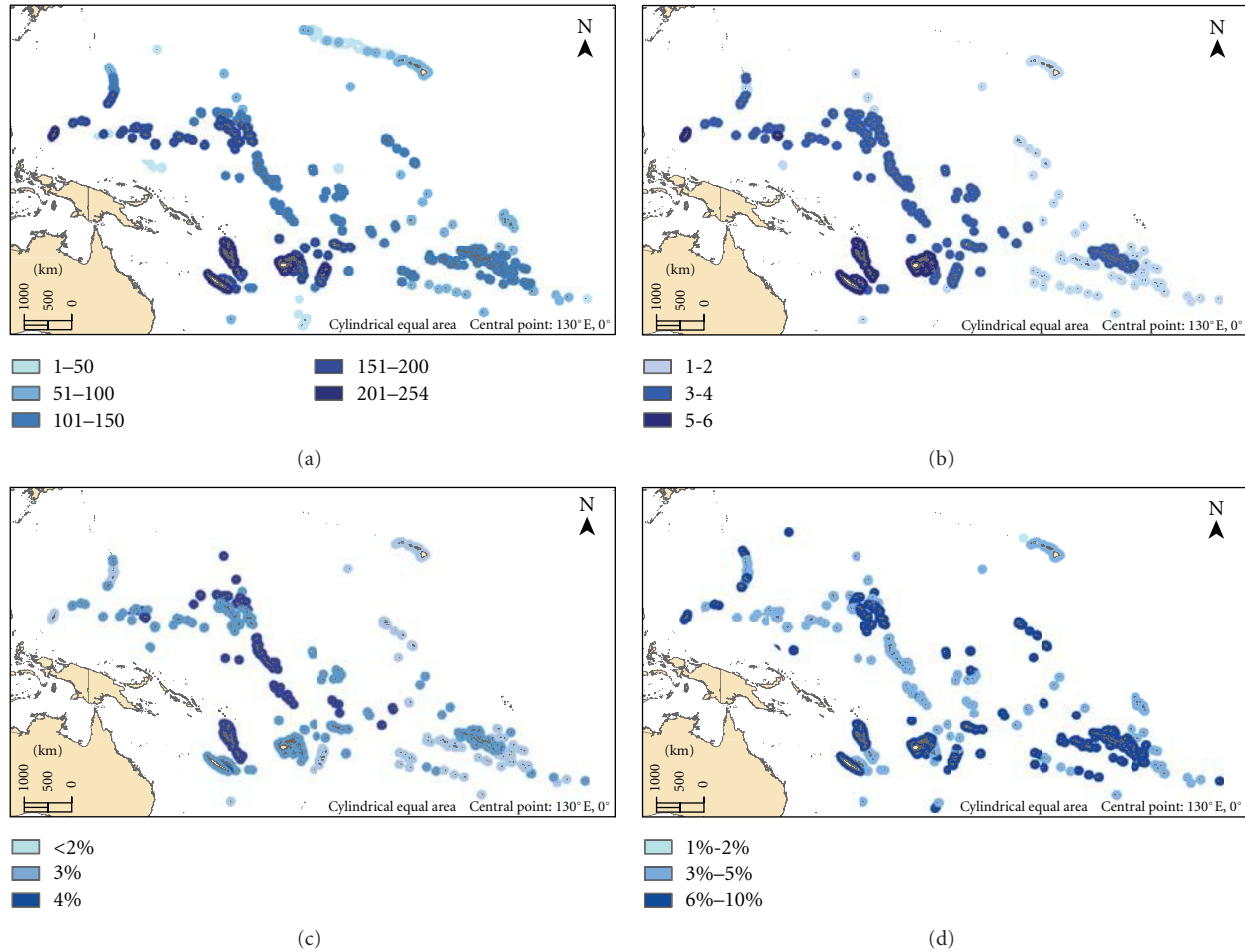 N
(km)
1000
500
0
Cylindrical equal area Central point: 130°E, 0°
1–50
51–100
101–150
151–200
201–254
(a)
N
(km)
1000
500
0
Cylindrical equal area Central point: 130°E, 0°
1-2
3-4
5-6
(b)
N
(km)
1000
500
0
Cylindrical equal area Central point: 130°E, 0°
<2%
3%
4%
(c)
N
(km)
1000
500
0
Cylindrical equal area Central point: 130°E, 0°
1%-2%
3%–5%
6%–10%
(d)